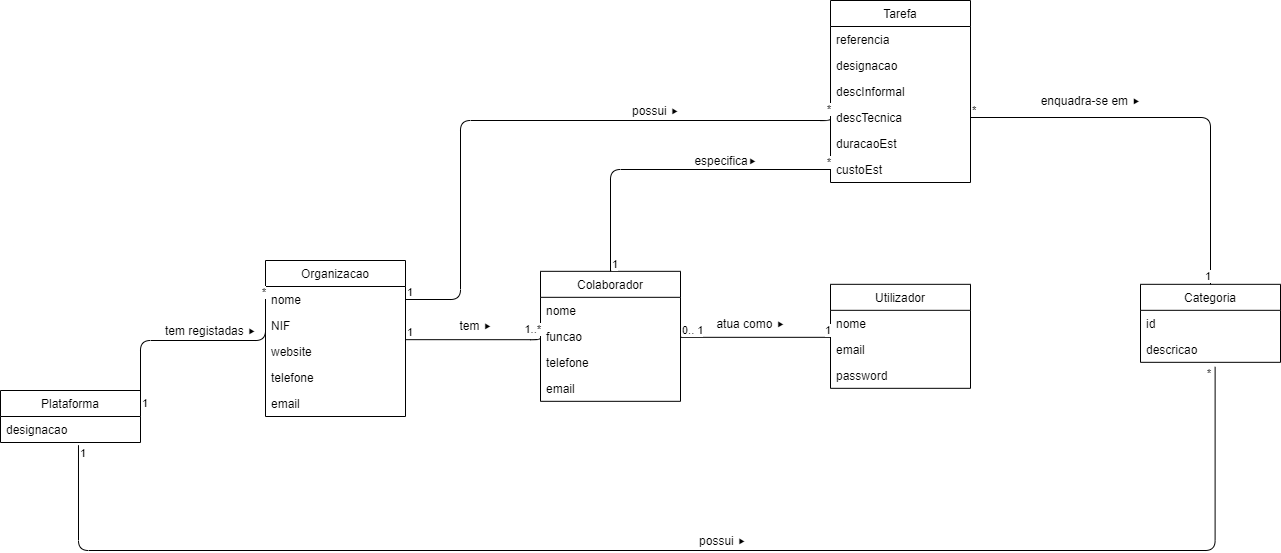 Tarefa
referencia
designacao
descInformal
descTecnica
duracaoEst
custoEst
possui ▸
*
*
enquadra-se em ▸
especifica ▸
*
1
1
Organizacao
nome
NIF
website
telefone
email
*
1
1
tem registadas ▸
tem ▸
1..*
Colaborador
nome
funcao
telefone
email
0.. 1
atua como ▸
1
Utilizador
nome
email
password
Categoria
id
descricao
*
Plataforma
designacao
1
1
possui ▸